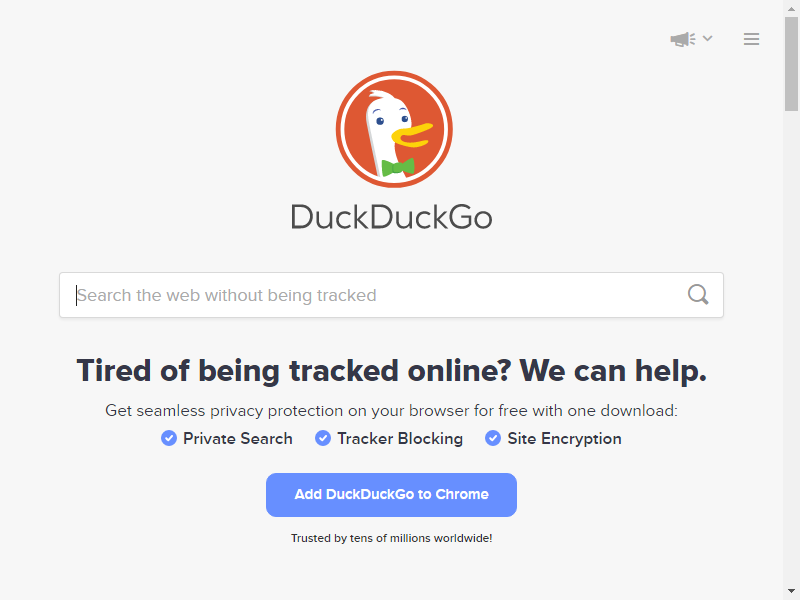 DuckDuckGo
Search the web without being tracked
Tired of being tracked online? We can help.
Get seamless privacy protection on your browser for free with one download:
Private Search Tracker Blocking Site Encryption
Add DuckDuckGo to Chrome
Trusted by tens of millions worldwide!